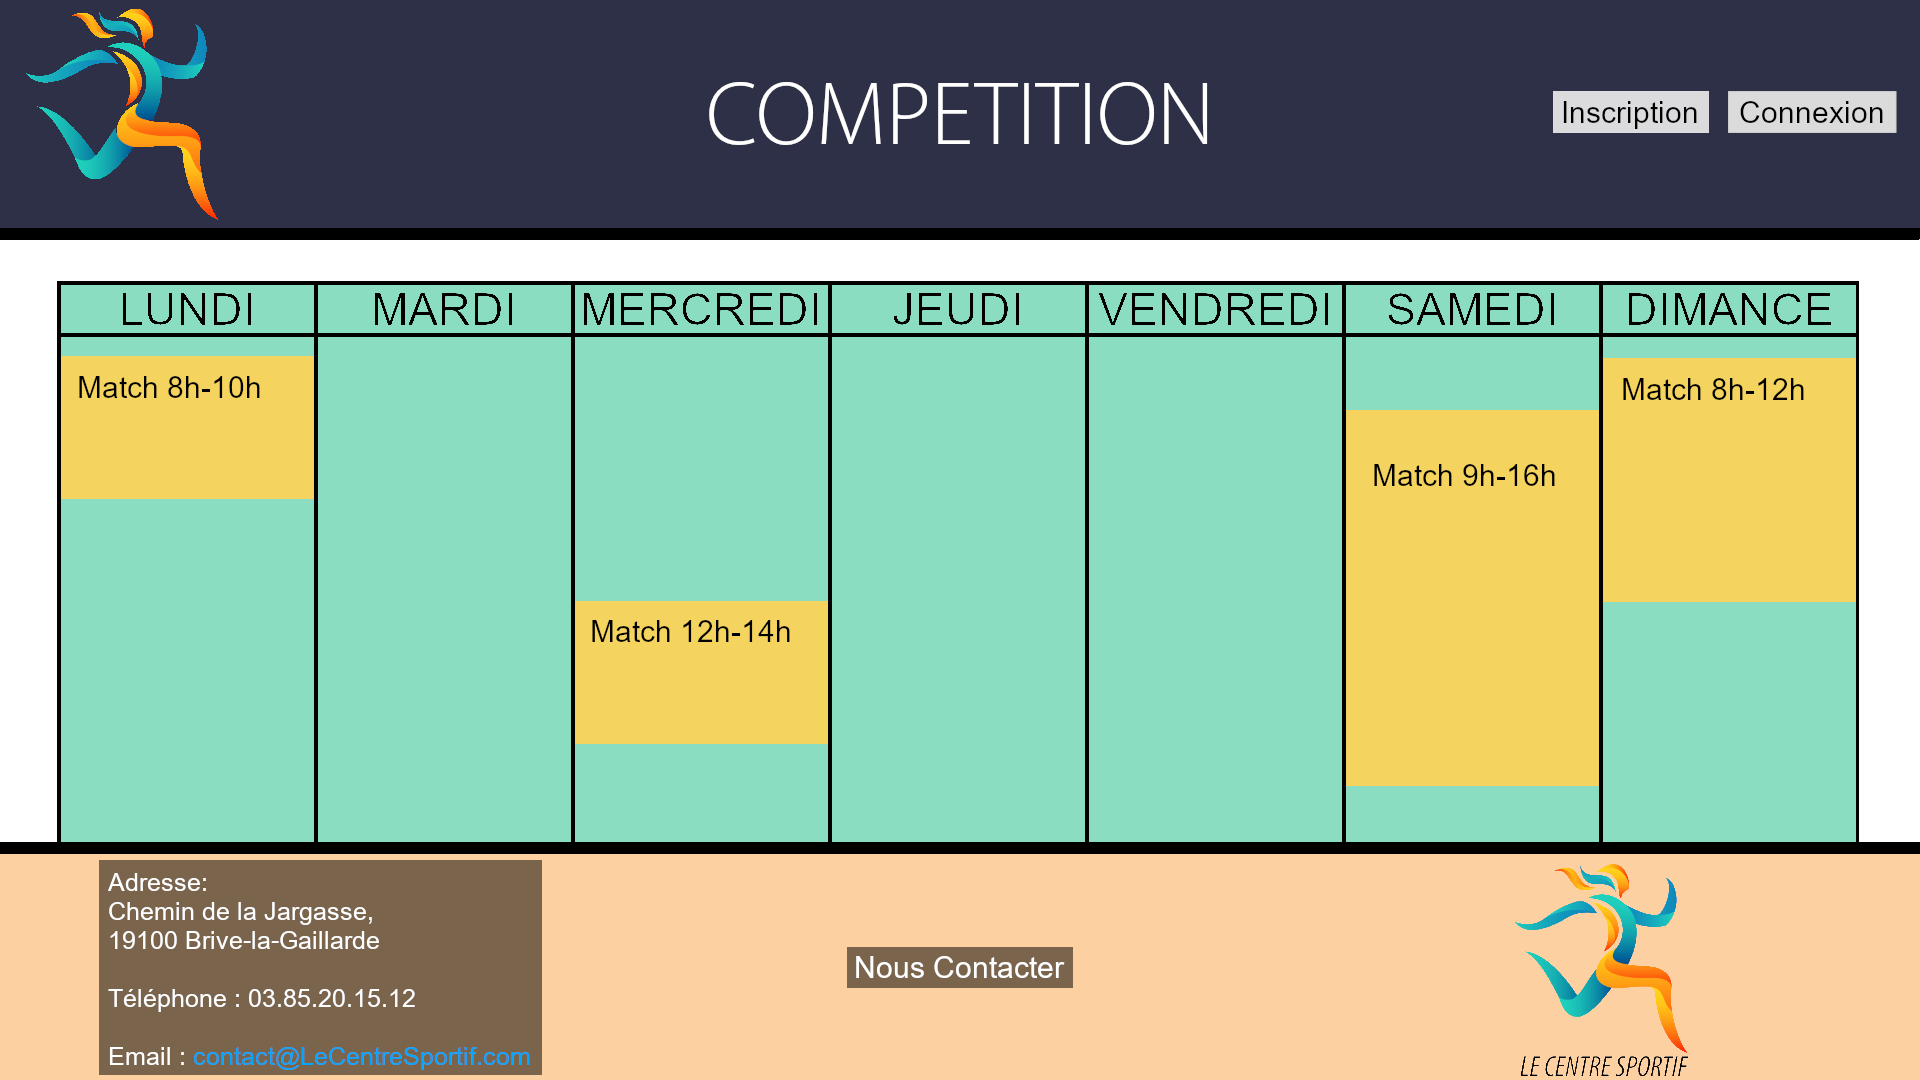 COMPETITION
Inscription
Connexion
LUNDI
MARDI
MERCREDI
JEUDI
VENDREDI
SAMEDI
DIMANCE
Match 8h-10h
Match 8h-12h
Match 9h-16h
Match 12h-14h
Adresse:
Chemin de la Jargasse,
19100 Brive-la-Gaillarde
Téléphone : 03.85.20.15.12
Email : contact@LeCentreSportif.com
Nous Contacter
LE CENTRE SPORTIF